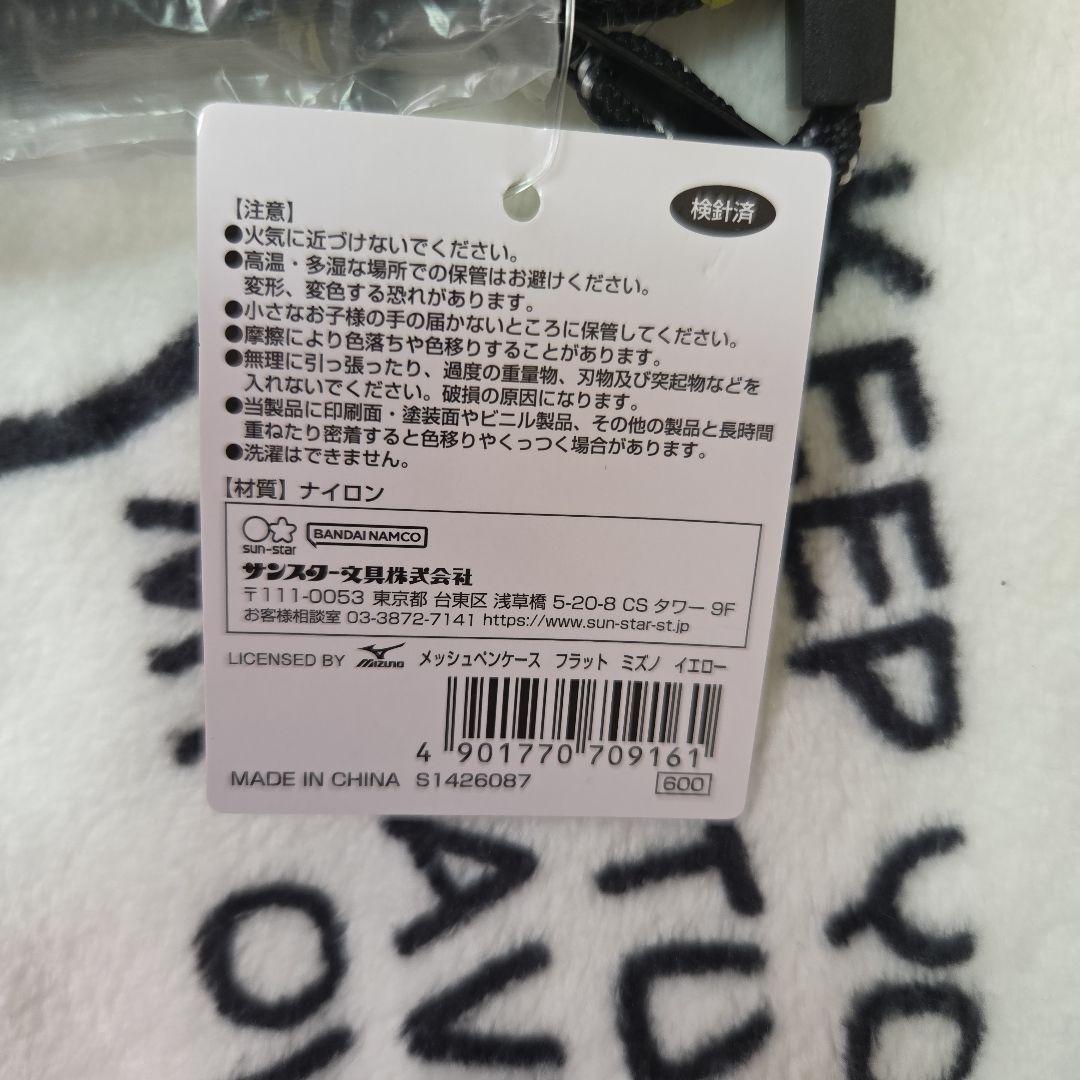 検針済
【注意】
●火気に近づけないでください。
●高温・多湿な場所での保管はお避けください。
変形、変色する恐れがあります。
●小さなお子様の手の届かないところに保管してください。
●摩擦により色落ちや色移りすることがあります。
●無理に引っ張ったり、過度の重量物、刃物及び突起物などを
入れないでください。破損の原因になります。
●当製品に印刷面・塗装面やビニル製品、その他の製品と長時間
重ねたり密着すると色移りやくっつく場合があります。
●洗濯はできません。
【材質】ナイロン
sun-star BANDAI NAMCO
サンスター文具株式会社
〒111-0053 東京都 台東区 浅草橋 5-20-8 CS タワー 9F
お客様相談室 03-3872-7141 https://www.sun-star-st.jp
LICENSED BY MIZUNO メッシュペンケース フラット ミズノ イエロー
4 901770 709161
MADE IN CHINA S1426087 600
KEEP YO
TU